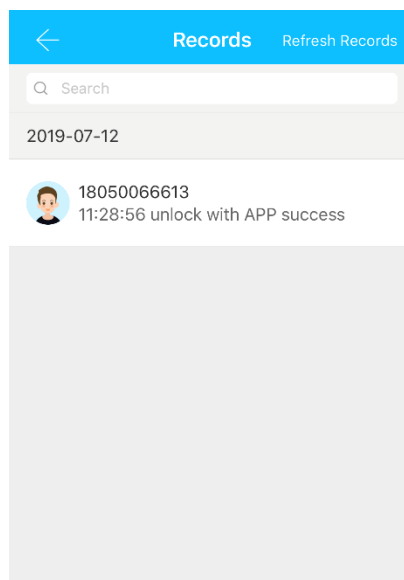 Records Refresh Records
Search
2019-07-12
18050066613
11:28:56 unlock with APP success